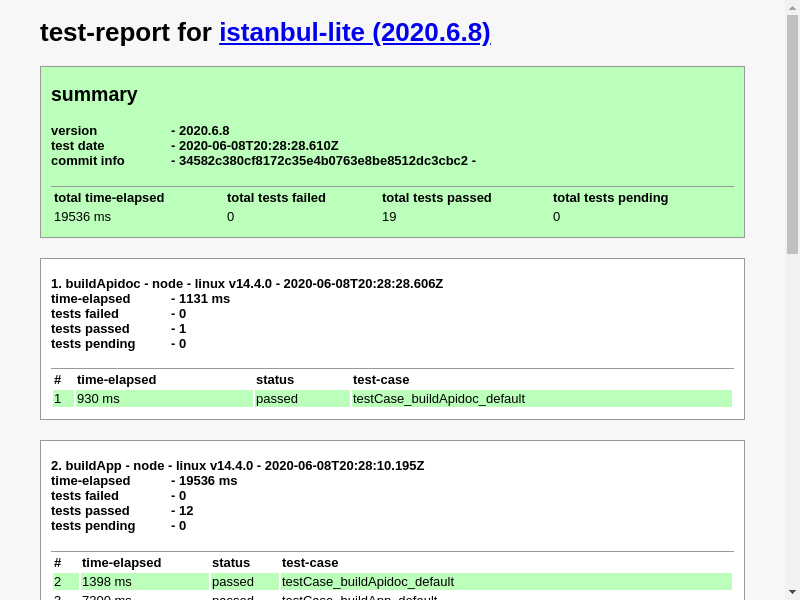 test-report for istanbul-lite (2020.6.8)
summary
version - 2020.6.8
test date - 2020-06-08T20:28:28.610Z
commit info - 34582c380cf8172c35e4b0763e8be8512dc3cbc2 -
total time-elapsed total tests failed total tests passed total tests pending
19536 ms 0 19 0
1. buildApidoc - node - linux v14.4.0 - 2020-06-08T20:28:28.606Z
time-elapsed - 1131 ms
tests failed - 0
tests passed - 1
tests pending - 0
# time-elapsed status test-case
1 930 ms passed testCase_buildApidoc_default
2. buildApp - node - linux v14.4.0 - 2020-06-08T20:28:10.195Z
time-elapsed - 19536 ms
tests failed - 0
tests passed - 12
tests pending - 0
# time-elapsed status test-case
2 1398 ms passed testCase_buildApidoc_default
passed testCase_buildApp_default